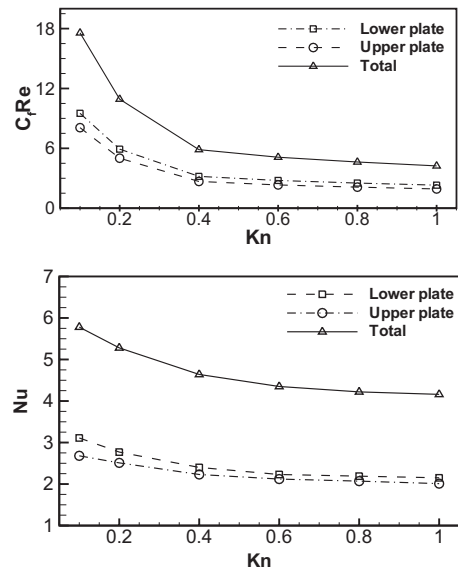 18
12
6
0
C_fRe
Lower plate
Upper plate
Total
0.2
0.4
0.6
0.8
1
Kn
7
6
5
4
3
2
1
Nu
Lower plate
Upper plate
Total
0.2
0.4
0.6
0.8
1
Kn